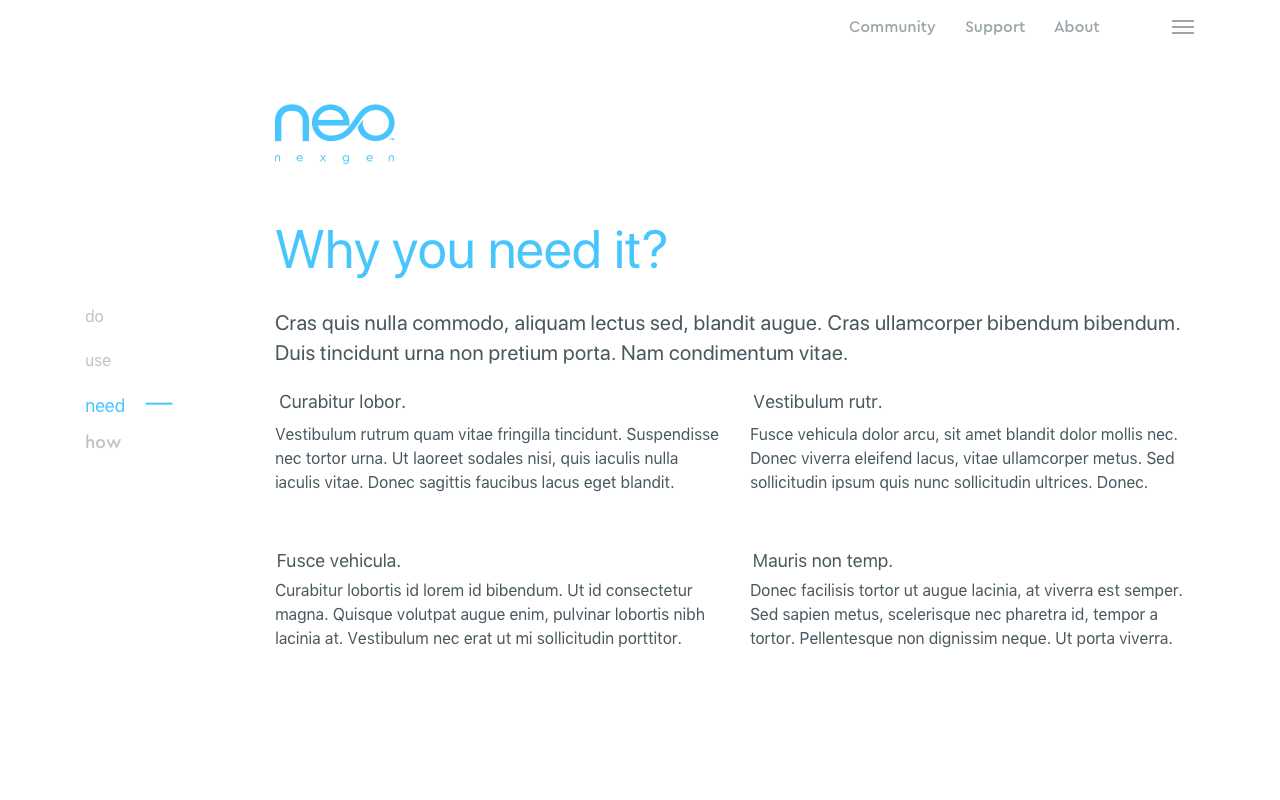 Community Support About
neo
nexgen
Why you need it?
do
use
need
how
Cras quis nulla commodo, aliquam lectus sed, blandit augue. Cras ullamcorper bibendum bibendum.
Duis tincidunt urna non pretium porta. Nam condimentum vitae.
Curabitur lobor.
Vestibulum rutrum quam vitae fringilla tincidunt. Suspendisse
nec tortor urna. Ut laoreet sodales nisi, quis iaculis nulla
iaculis vitae. Donec sagittis faucibus lacus eget blandit.
Vestibulum rutr.
Fusce vehicula dolor arcu, sit amet blandit dolor mollis nec.
Donec viverra eleifend lacus, vitae ullamcorper metus. Sed
sollicitudin ipsum quis nunc sollicitudin ultrices. Donec.
Fusce vehicula.
Curabitur lobortis id lorem id bibendum. Ut id consectetur
magna. Quisque volutpat augue enim, pulvinar lobortis nibh
lacinia at. Vestibulum nec erat ut mi sollicitudin porttitor.
Mauris non temp.
Donec facilisis tortor ut augue lacinia, at viverra est semper.
Sed sapien metus, scelerisque nec pharetra id, tempor a
tortor. Pellentesque non dignissim neque. Ut porta viverra.